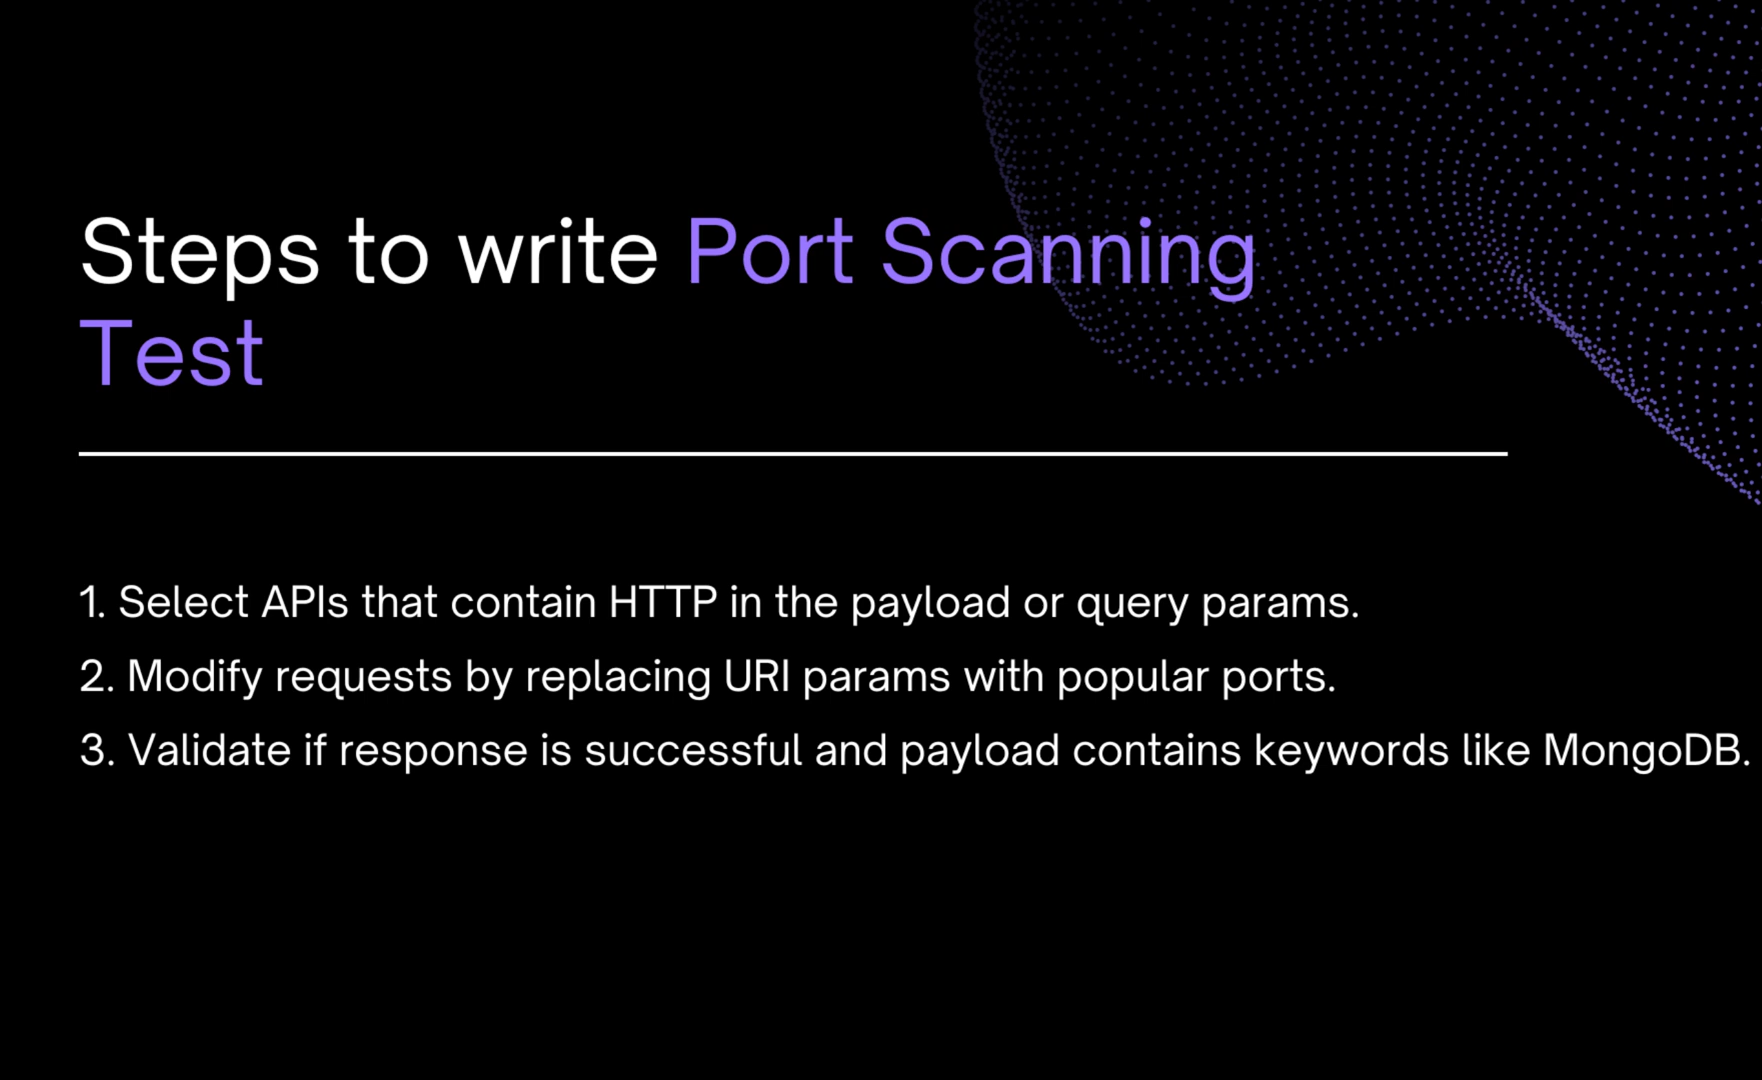 Steps to write Port Scanning
Test
1. Select APIs that contain HTTP in the payload or query params.
2. Modify requests by replacing URI params with popular ports.
3. Validate if response is successful and payload contains keywords like MongoDB.